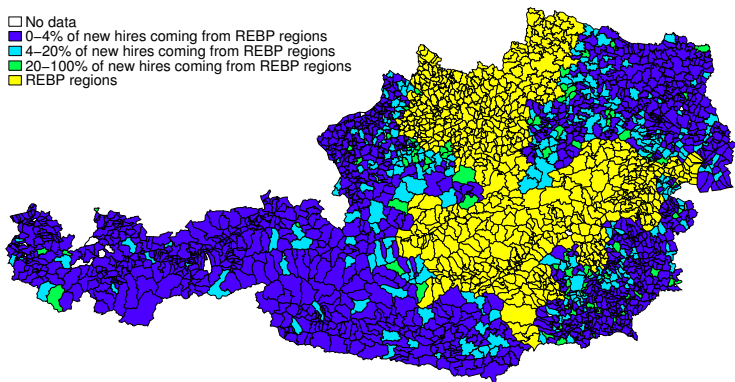 No data
0–4% of new hires coming from REBP regions
4–20% of new hires coming from REBP regions
20–100% of new hires coming from REBP regions
REBP regions